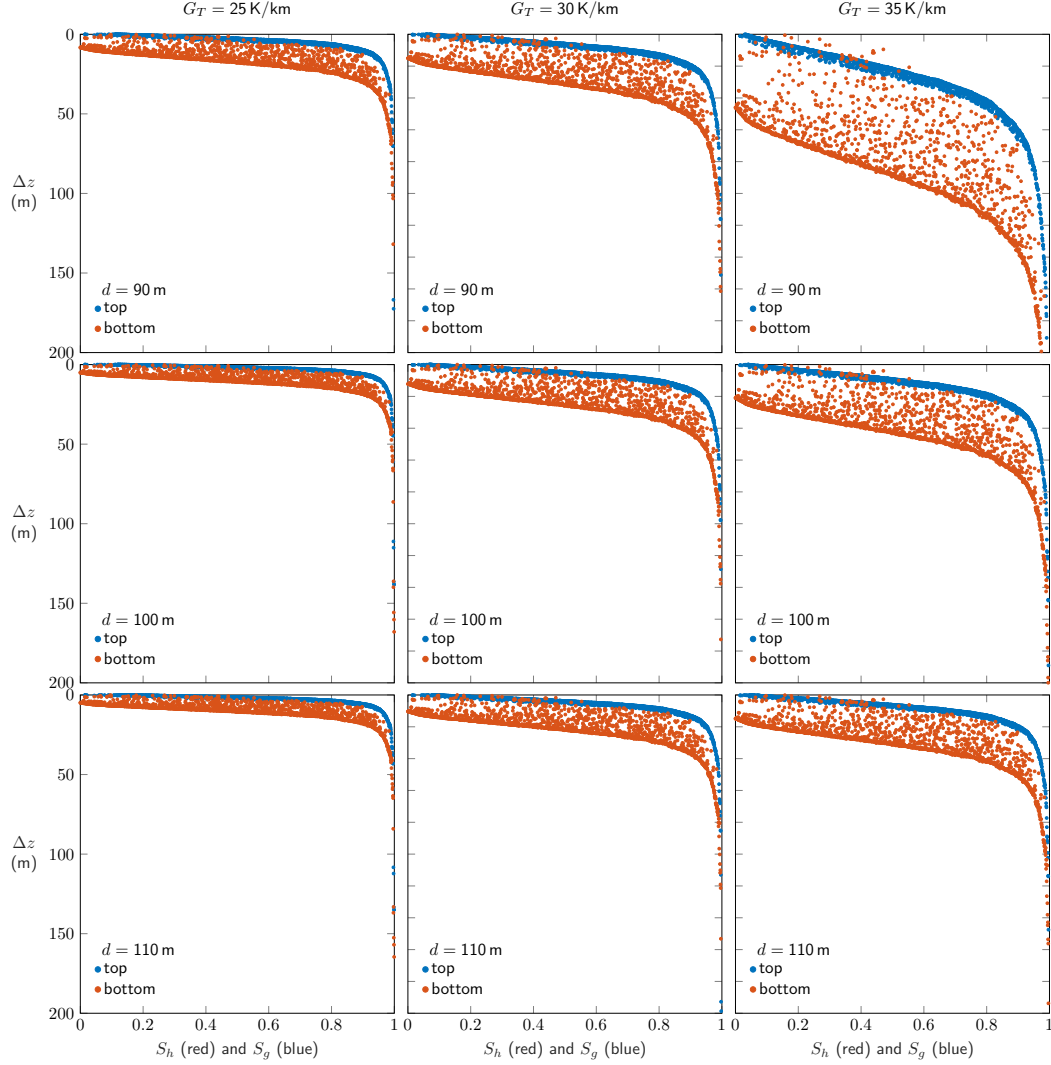 G_T = 25 K/km G_T = 30 K/km G_T = 35 K/km
0
50
Δz
(m)
100
150
200
d = 90 m
top
bottom
d = 90 m
top
bottom
d = 90 m
top
bottom
0
50
Δz
(m)
100
150
200
d = 100 m
top
bottom
d = 100 m
top
bottom
d = 100 m
top
bottom
0
50
Δz
(m)
100
150
200
d = 110 m
top
bottom
d = 110 m
top
bottom
d = 110 m
top
bottom
0 0.2 0.4 0.6 0.8 1 0 0.2 0.4 0.6 0.8 1 0 0.2 0.4 0.6 0.8 1
S_h (red) and S_g (blue) S_h (red) and S_g (blue) S_h (red) and S_g (blue)